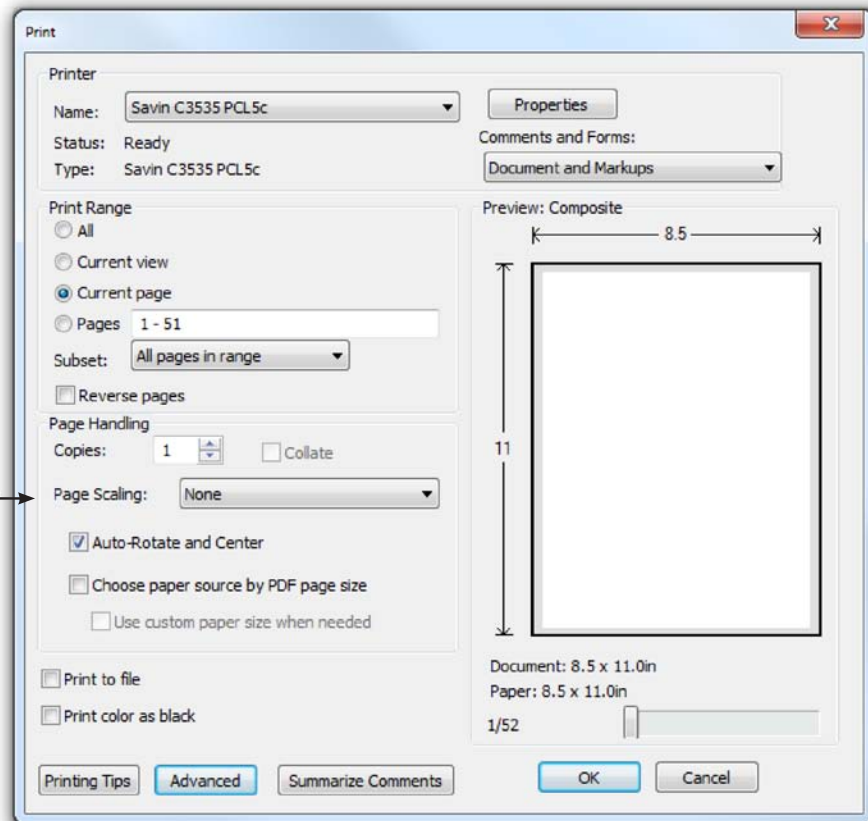 Print
Printer
Name: Savin C3535 PCL5c
Properties
Status: Ready
Comments and Forms:
Type: Savin C3535 PCL5c
Document and Markups
Print Range
All
Current view
Current page
Pages 1 - 51
Subset: All pages in range
Reverse pages
Page Handling
Copies: 1 Collate
Page Scaling: None
Auto-Rotate and Center
Choose paper source by PDF page size
Use custom paper size when needed
Print to file
Print color as black
Preview: Composite
8.5
11
Document: 8.5 x 11.0in
Paper: 8.5 x 11.0in
1/52
Printing Tips Advanced Summarize Comments OK Cancel